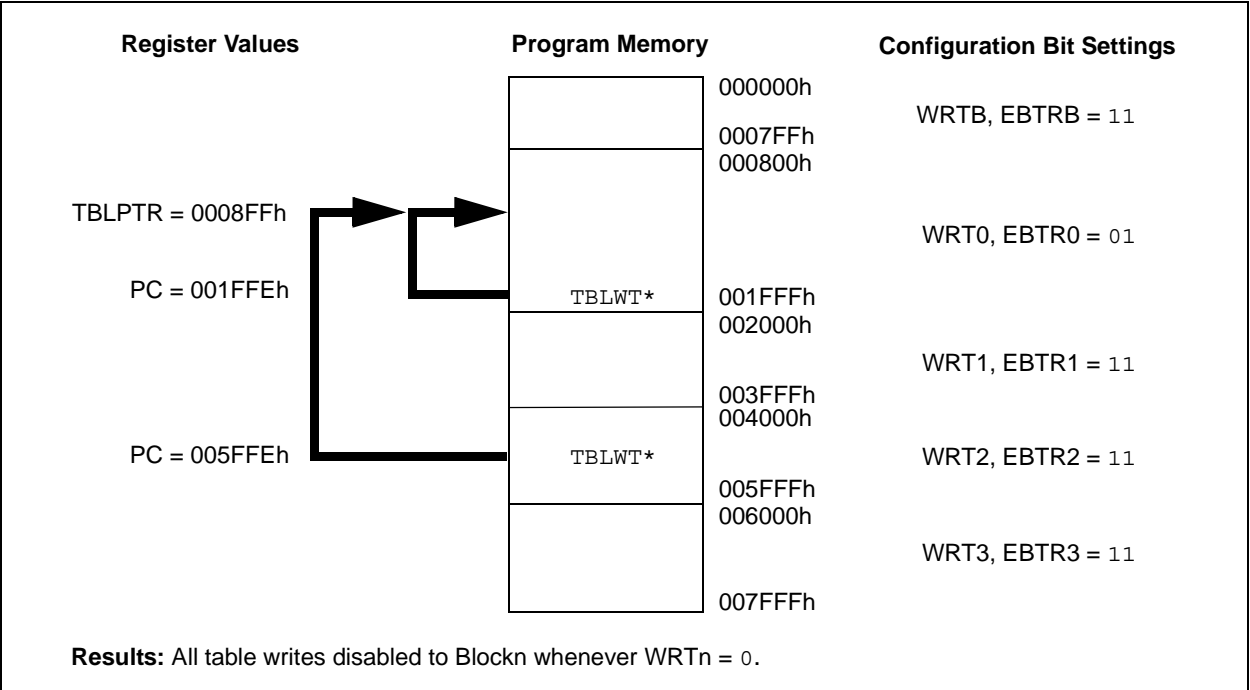 Register Values Program Memory Configuration Bit Settings
000000h
WRTB, EBTRB = 11
0007FFh
000800h
TBLPTR = 0008FFh
WRT0, EBTR0 = 01
PC = 001FFEh TBLWT* 001FFFh
002000h
WRT1, EBTR1 = 11
003FFFh
004000h
PC = 005FFEh TBLWT* WRT2, EBTR2 = 11
005FFFh
006000h
WRT3, EBTR3 = 11
007FFFh
Results: All table writes disabled to Blockn whenever WRTn = 0.